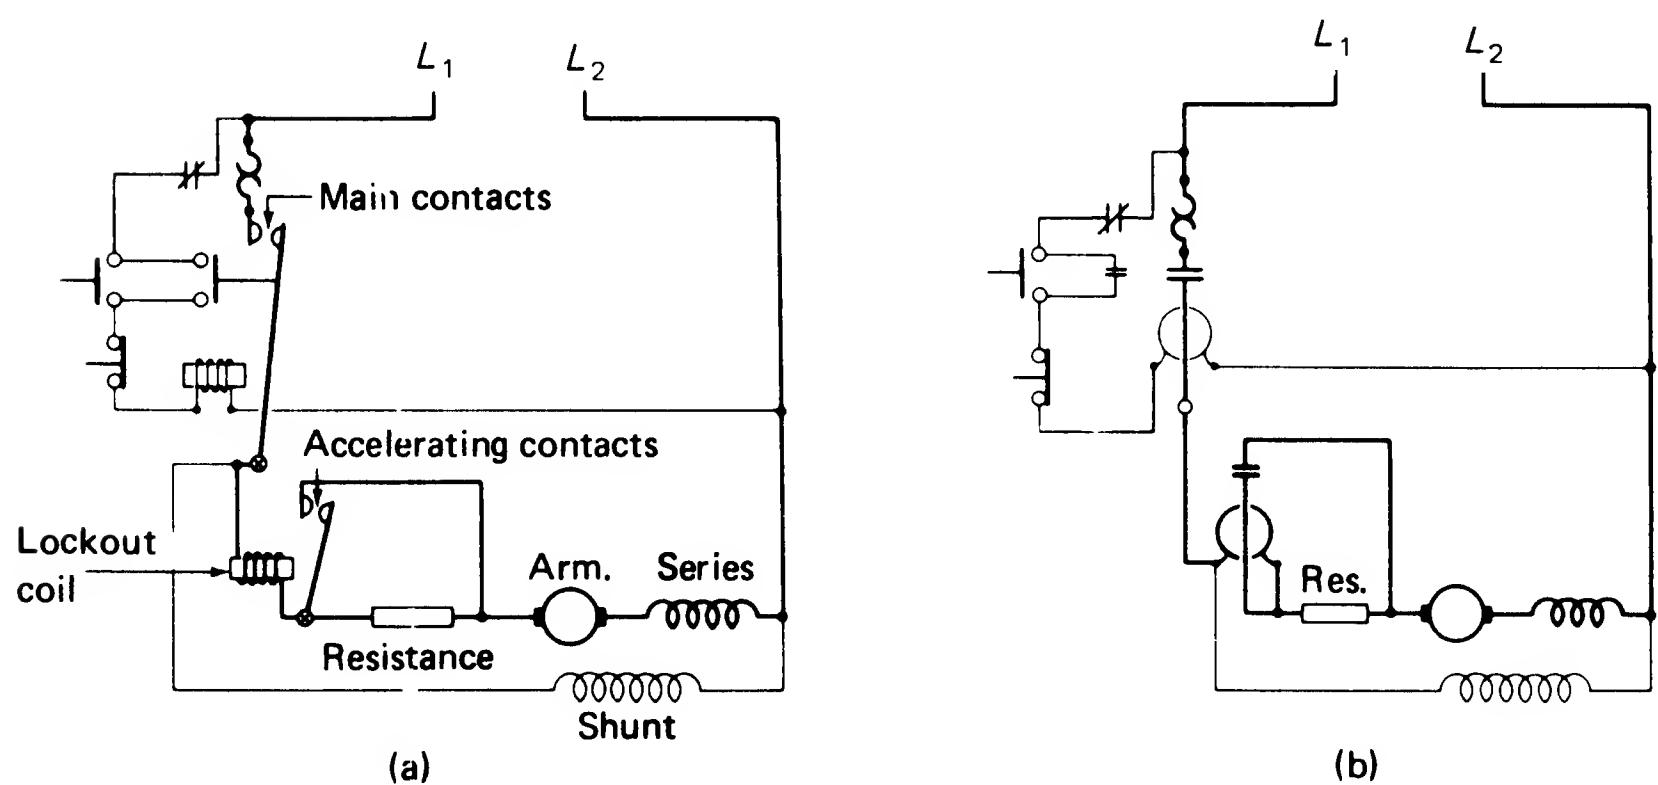 L1 L2
Main contacts
Accelerating contacts
Lockout
coil
Arm. Series
Resistance
Shunt
(a)
L1 L2
Res.
(b)